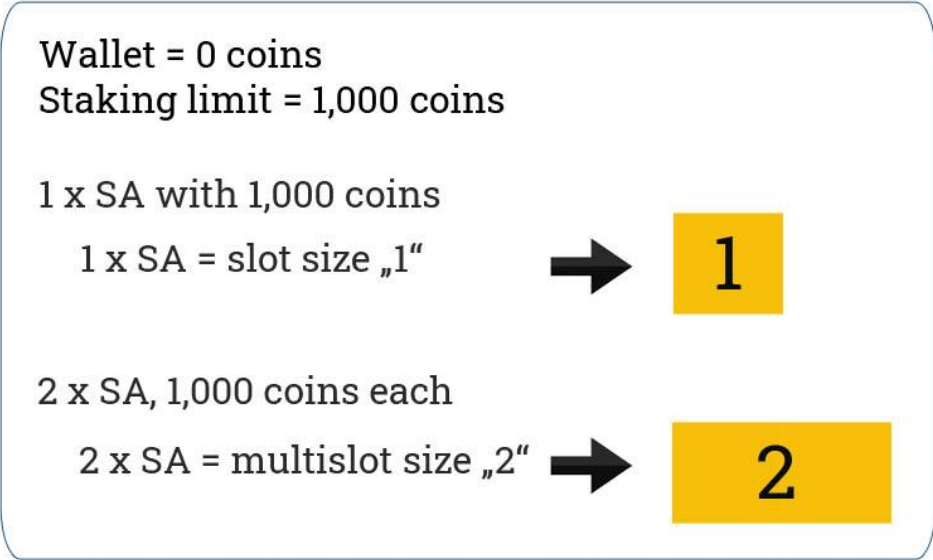 Wallet = 0 coins
Staking limit = 1,000 coins
1 x SA with 1,000 coins
1 x SA = slot size „1“
1
2 x SA, 1,000 coins each
2 x SA = multislot size „2“
2